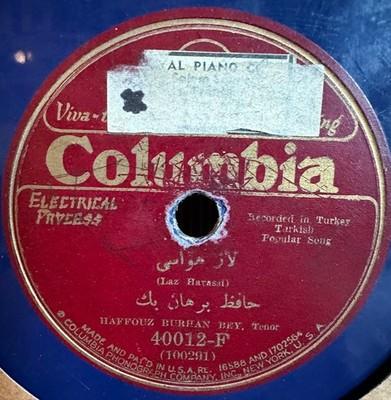 AL PIANO
Viva-t
Columbia
ELECTRICAL
PROCESS
Recorded in Turkey
Turkish
Popular Song
لاز هواسى
(Laz Havassi)
حافظ برهان بك
HAFFOUZ BURHAN BEY, Tenor
40012-F
(100291)
MADE AND PAT'D IN U.S.A. RE. 16588 AND 1702564
© COLUMBIA PHONOGRAPH COMPANY, INC., NEW YORK, U.S.A.